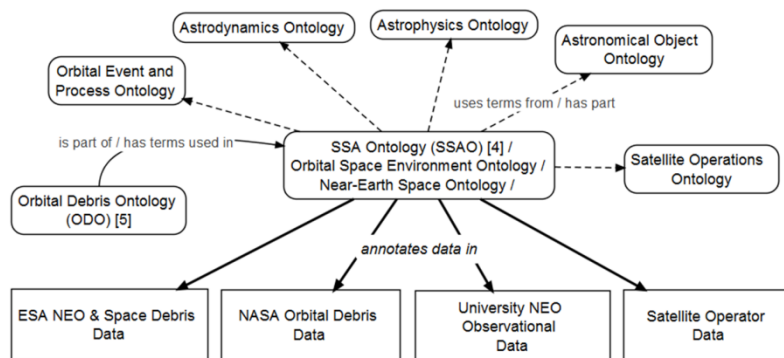 Astrodynamics Ontology
Astrophysics Ontology
Astronomical Object
Ontology
Orbital Event and
Process Ontology
uses terms from / has part
is part of / has terms used in
SSA Ontology (SSAO) [4] /
Orbital Space Environment Ontology /
Near-Earth Space Ontology /
Satellite Operations
Ontology
Orbital Debris Ontology
(ODO) [5]
annotates data in
ESA NEO & Space Debris
Data
NASA Orbital Debris
Data
University NEO
Observational
Data
Satellite Operator
Data